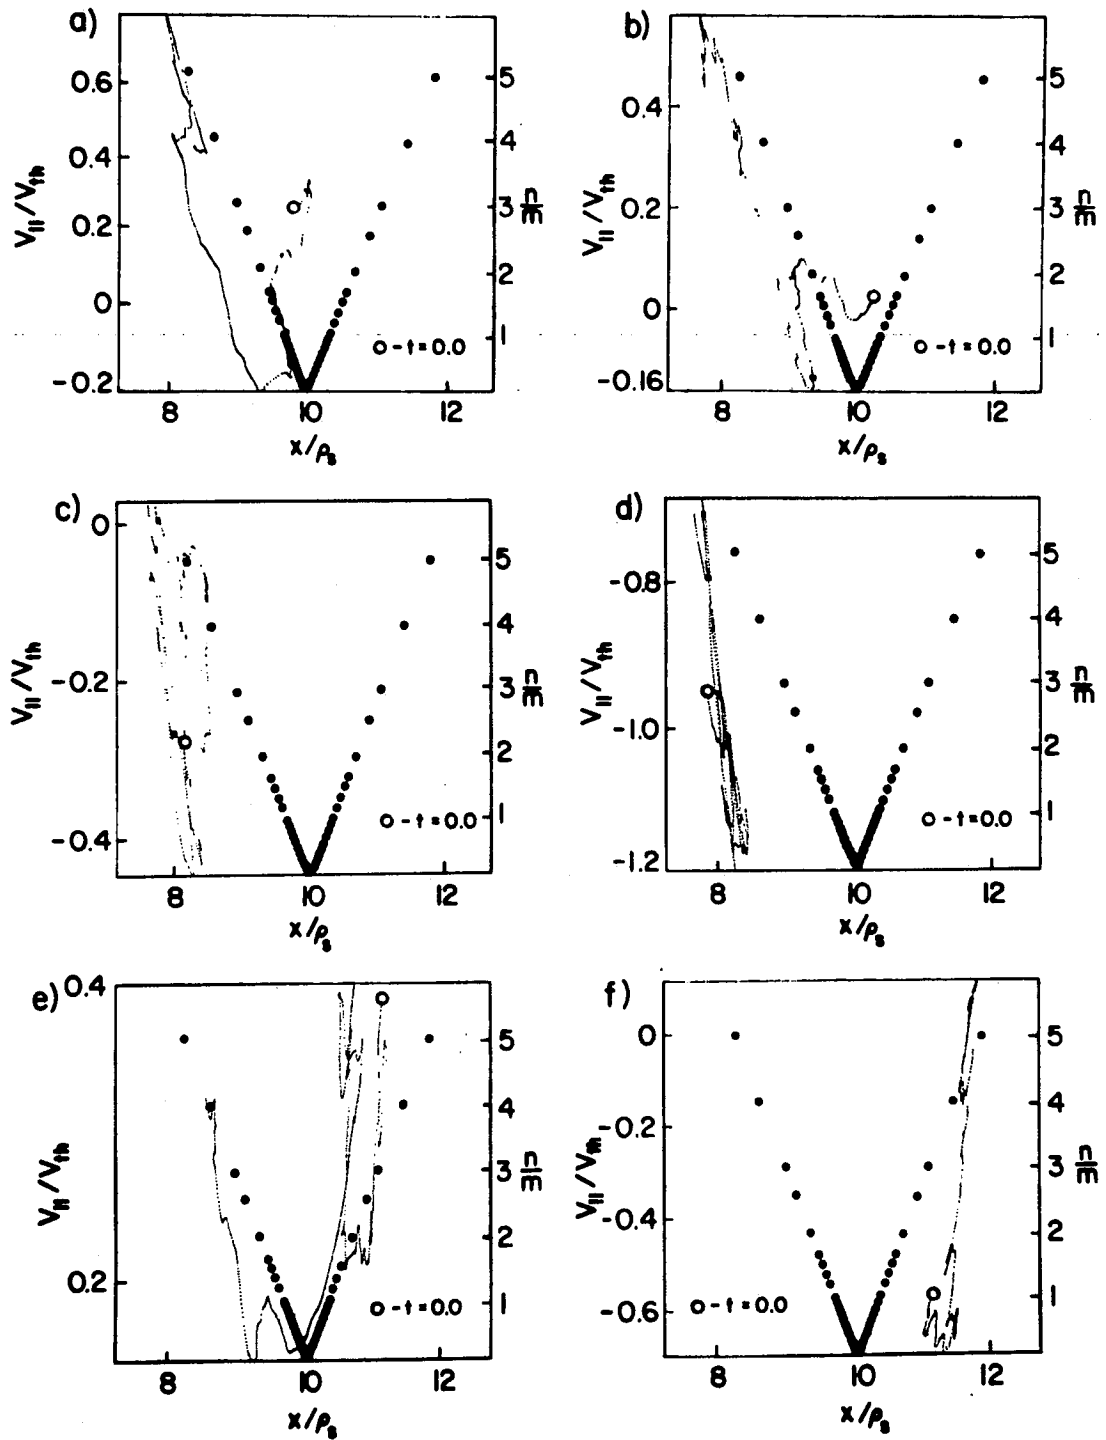 a)
0.6
0.4
0.2
0
-0.2
V||/Vth
8 10 12
x/ρs
5
4
3 n/m
2
1
o-t=0.0
b)
0.4
0.2
0
-0.16
V||/Vth
8 10 12
x/ρs
5
4
3 n/m
2
1
o-t=0.0
c)
0
-0.2
-0.4
V||/Vth
8 10 12
x/ρs
5
4
3 n/m
2
1
o-t=0.0
d)
-0.8
-1.0
-1.2
V||/Vth
8 10 12
x/ρs
5
4
3 n/m
2
1
o-t=0.0
e)
0.4
0.2
V||/Vth
8 10 12
x/ρs
5
4
3 n/m
2
1
o-t=0.0
f)
0
-0.2
-0.4
-0.6
V||/Vth
8 10 12
x/ρs
5
4
3 n/m
2
1
o-t=0.0